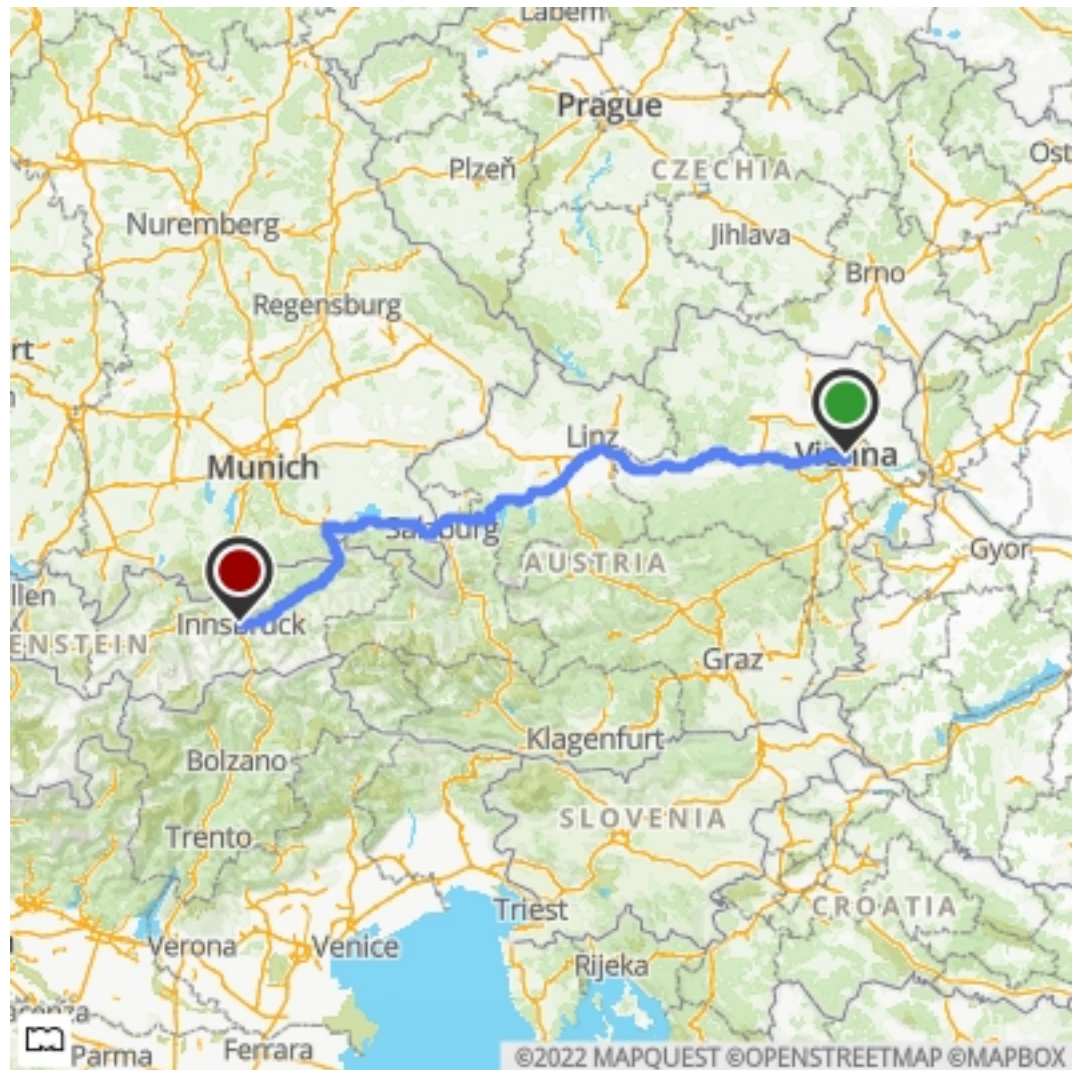 Labem
Prague
Plzeň
CZECHIA
Ost
Nuremberg
Jihlava
Brno
Regensburg
rt
Linz
Vienna
Munich
Salzburg
Gyor
AUSTRIA
llen
Innsbruck
ENSTEIN
Graz
Klagenfurt
Bolzano
SLOVENIA
Trento
CROATIA
Triest
Verona
Venice
Rijeka
Parma
Ferrara
©2022 MAPQUEST ©OPENSTREETMAP ©MAPBOX